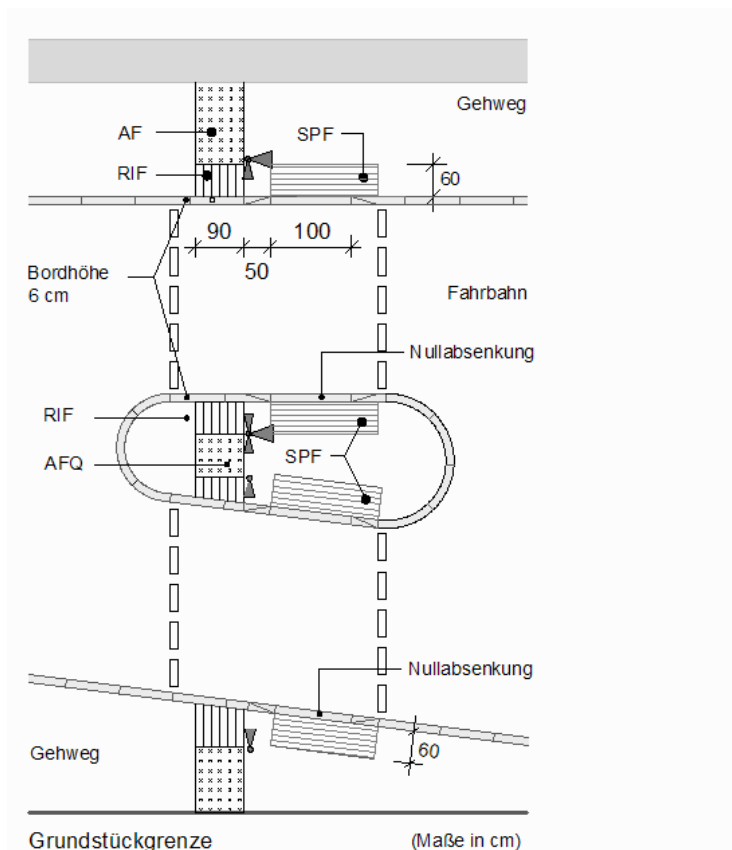 Gehweg
AF
SPF
RIF
60
90
100
50
Bordhöhe
6 cm
Fahrbahn
Nullabsenkung
RIF
AFQ
SPF
Nullabsenkung
60
Gehweg
Grundstückgrenze
(Maße in cm)